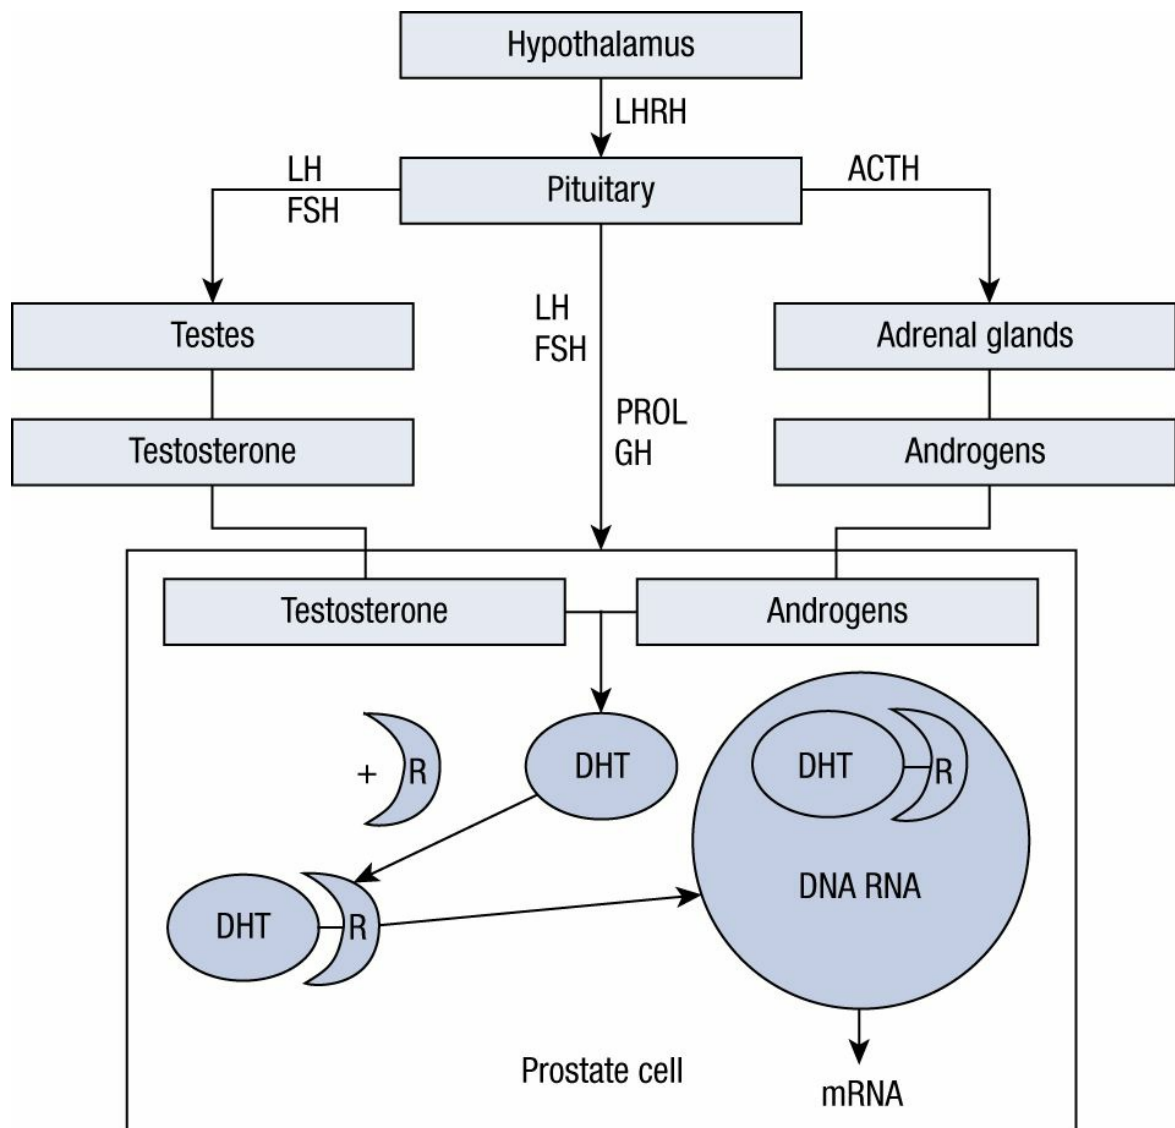 Hypothalamus
LHRH
Pituitary
LH
FSH
ACTH
Testes
LH
FSH
Adrenal glands
PROL
GH
Testosterone
Androgens
Testosterone
Androgens
+ R
DHT
DHT R
DNA RNA
DHT R
Prostate cell
mRNA